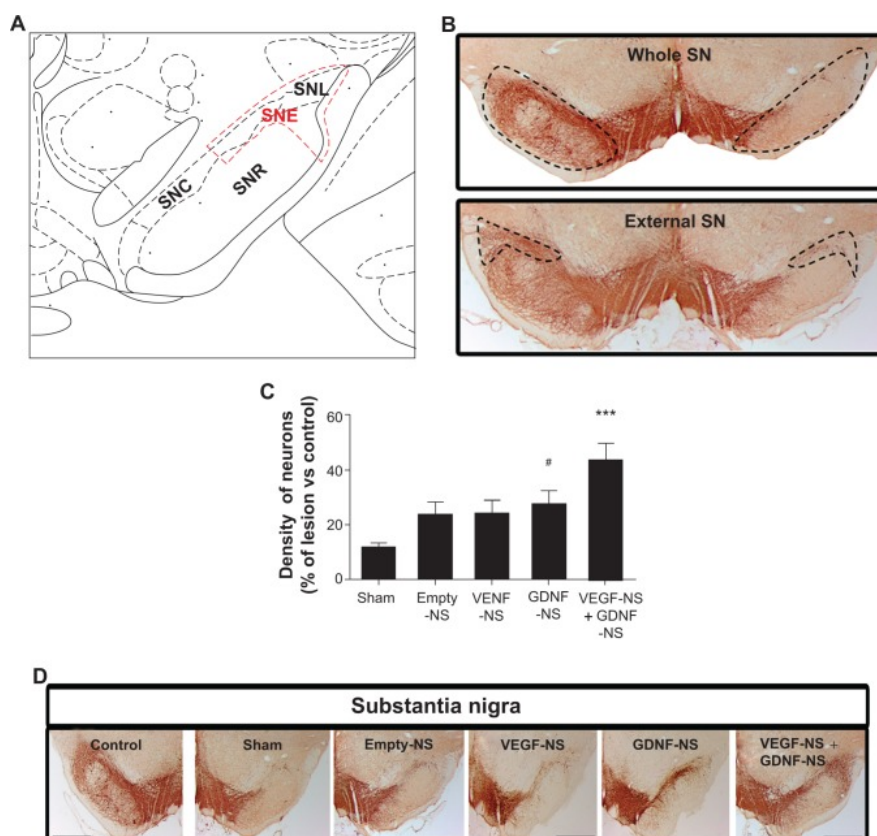 A
SNL
SNE
SNC
SNR
B
Whole SN
External SN
C
Density of neurons
(% of lesion vs control)
60
40
20
0
#
***
Sham
Empty
-NS
VENF
-NS
GDNF
-NS
VEGF-NS
+ GDNF
-NS
D
Substantia nigra
Control
Sham
Empty-NS
VEGF-NS
GDNF-NS
VEGF-NS +
GDNF-NS